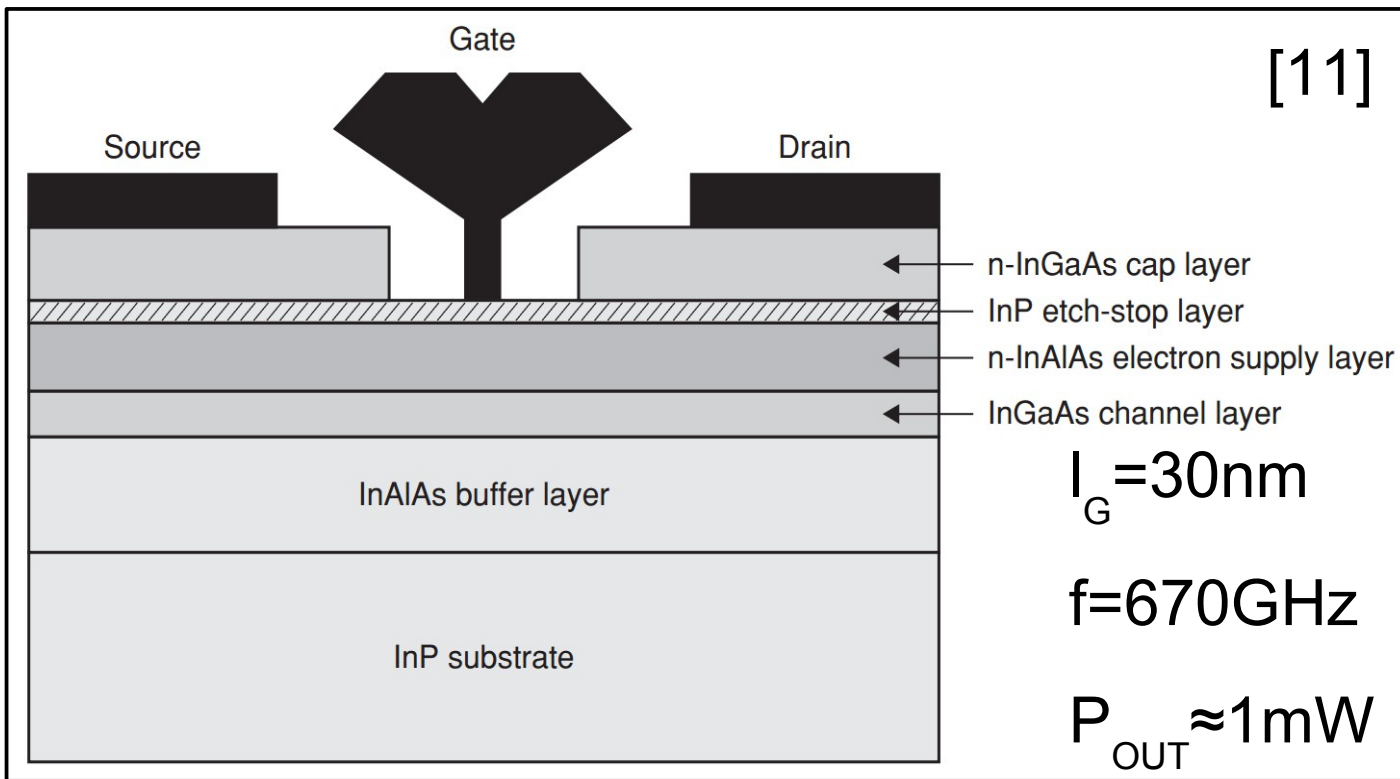 Gate
[11]
Source
Drain
n-InGaAs cap layer
InP etch-stop layer
n-InAlAs electron supply layer
InGaAs channel layer
InAlAs buffer layer
InP substrate
l_G=30nm
f=670GHz
P_OUT≈1mW